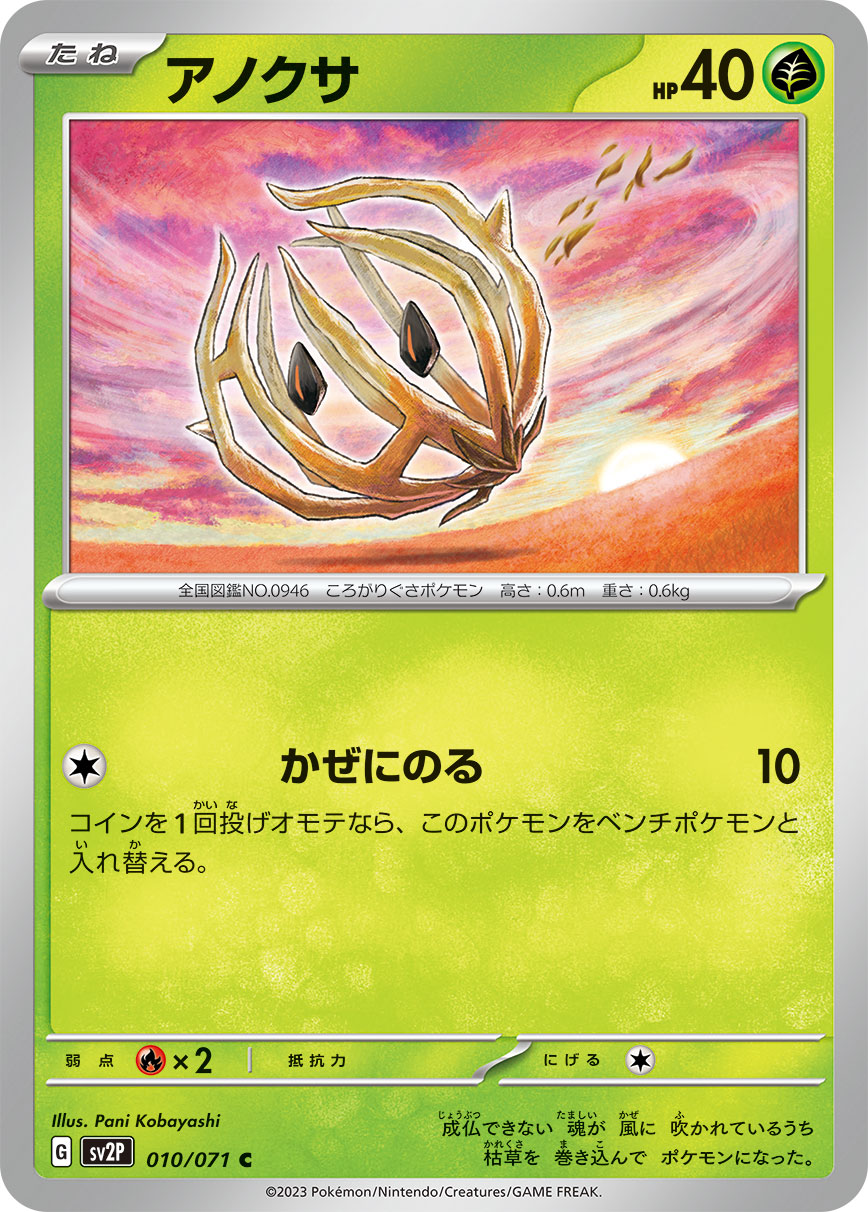 たね アノクサ HP40
全国図鑑NO.0946 ころがりぐさポケモン 高さ:0.6m 重さ:0.6kg
かぜにのる 10
コインを1回投げオモテなら、このポケモンをベンチポケモンと
入れ替える。
弱点 ×2 抵抗力 にげる
Illus. Pani Kobayashi
G sv2P 010/071 C
成仏できない 魂が 風に 吹かれているうち
枯草を 巻き込んで ポケモンになった。
©2023 Pokémon/Nintendo/Creatures/GAME FREAK.